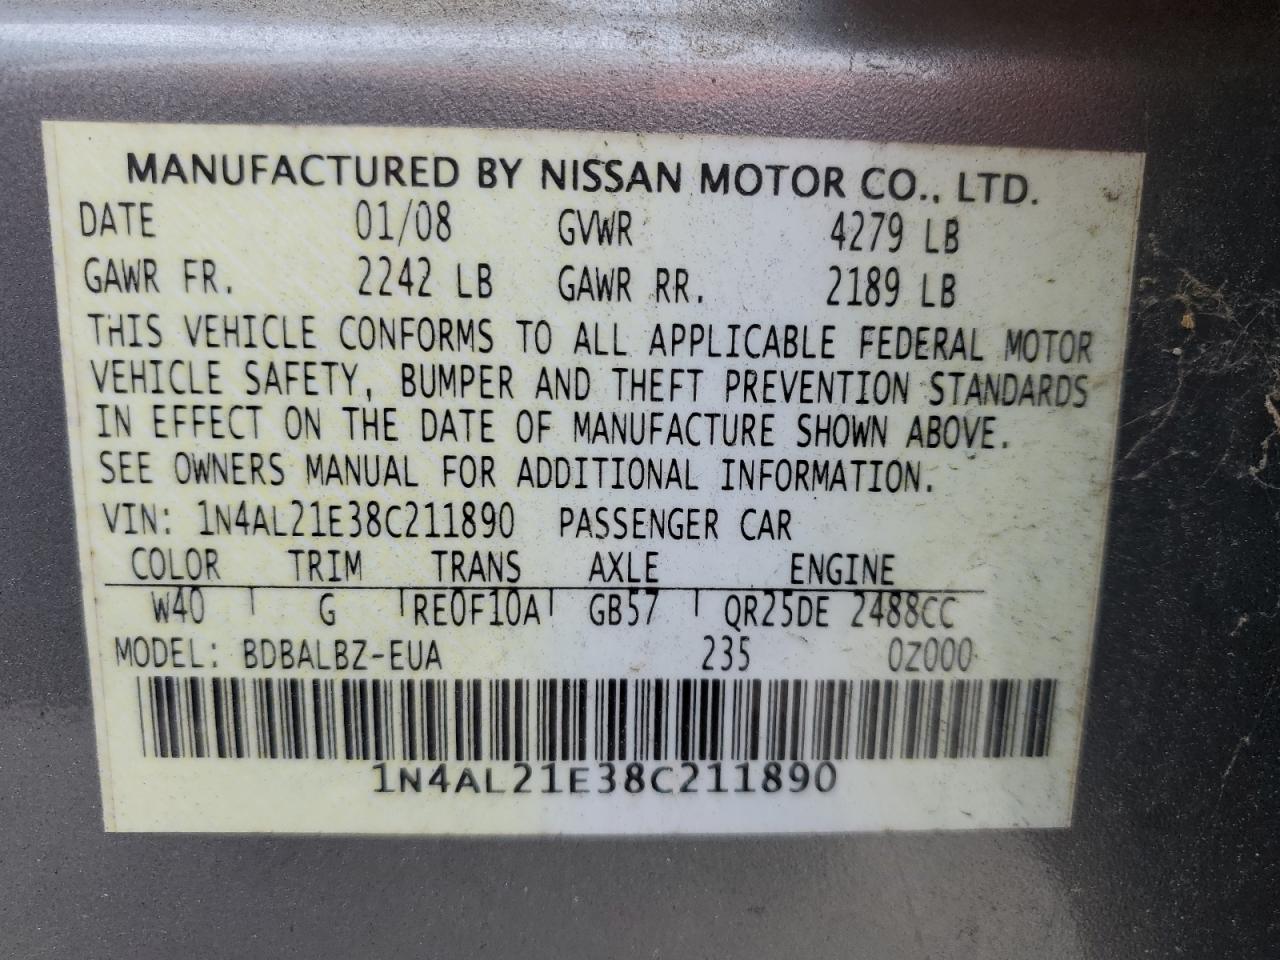 MANUFACTURED BY NISSAN MOTOR CO., LTD.
DATE 01/08 GVWR 4279 LB
GAWR FR. 2242 LB GAWR RR. 2189 LB
THIS VEHICLE CONFORMS TO ALL APPLICABLE FEDERAL MOTOR
VEHICLE SAFETY, BUMPER AND THEFT PREVENTION STANDARDS
IN EFFECT ON THE DATE OF MANUFACTURE SHOWN ABOVE.
SEE OWNERS MANUAL FOR ADDITIONAL INFORMATION.
VIN: 1N4AL21E38C211890 PASSENGER CAR
COLOR TRIM TRANS AXLE ENGINE
W40 G RE0F10A GB57 QR25DE 2488CC
MODEL: BDBALBZ-EUA 235 0Z000
1N4AL21E38C211890